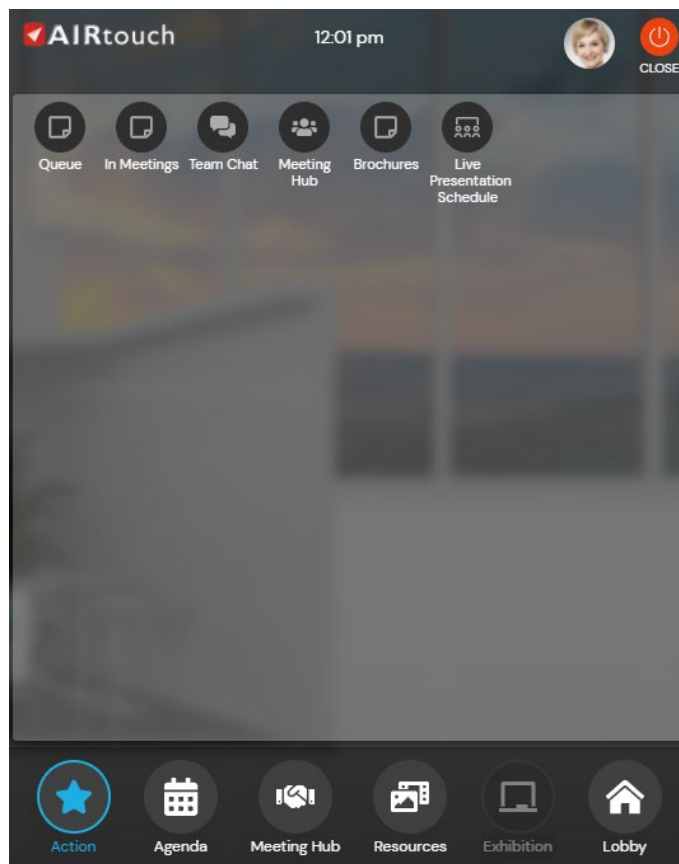 AIRtouch
12:01 pm
CLOSE
Queue
In Meetings
Team Chat
Meeting
Hub
Brochures
Live
Presentation
Schedule
Action
Agenda
Meeting Hub
Resources
Exhibition
Lobby